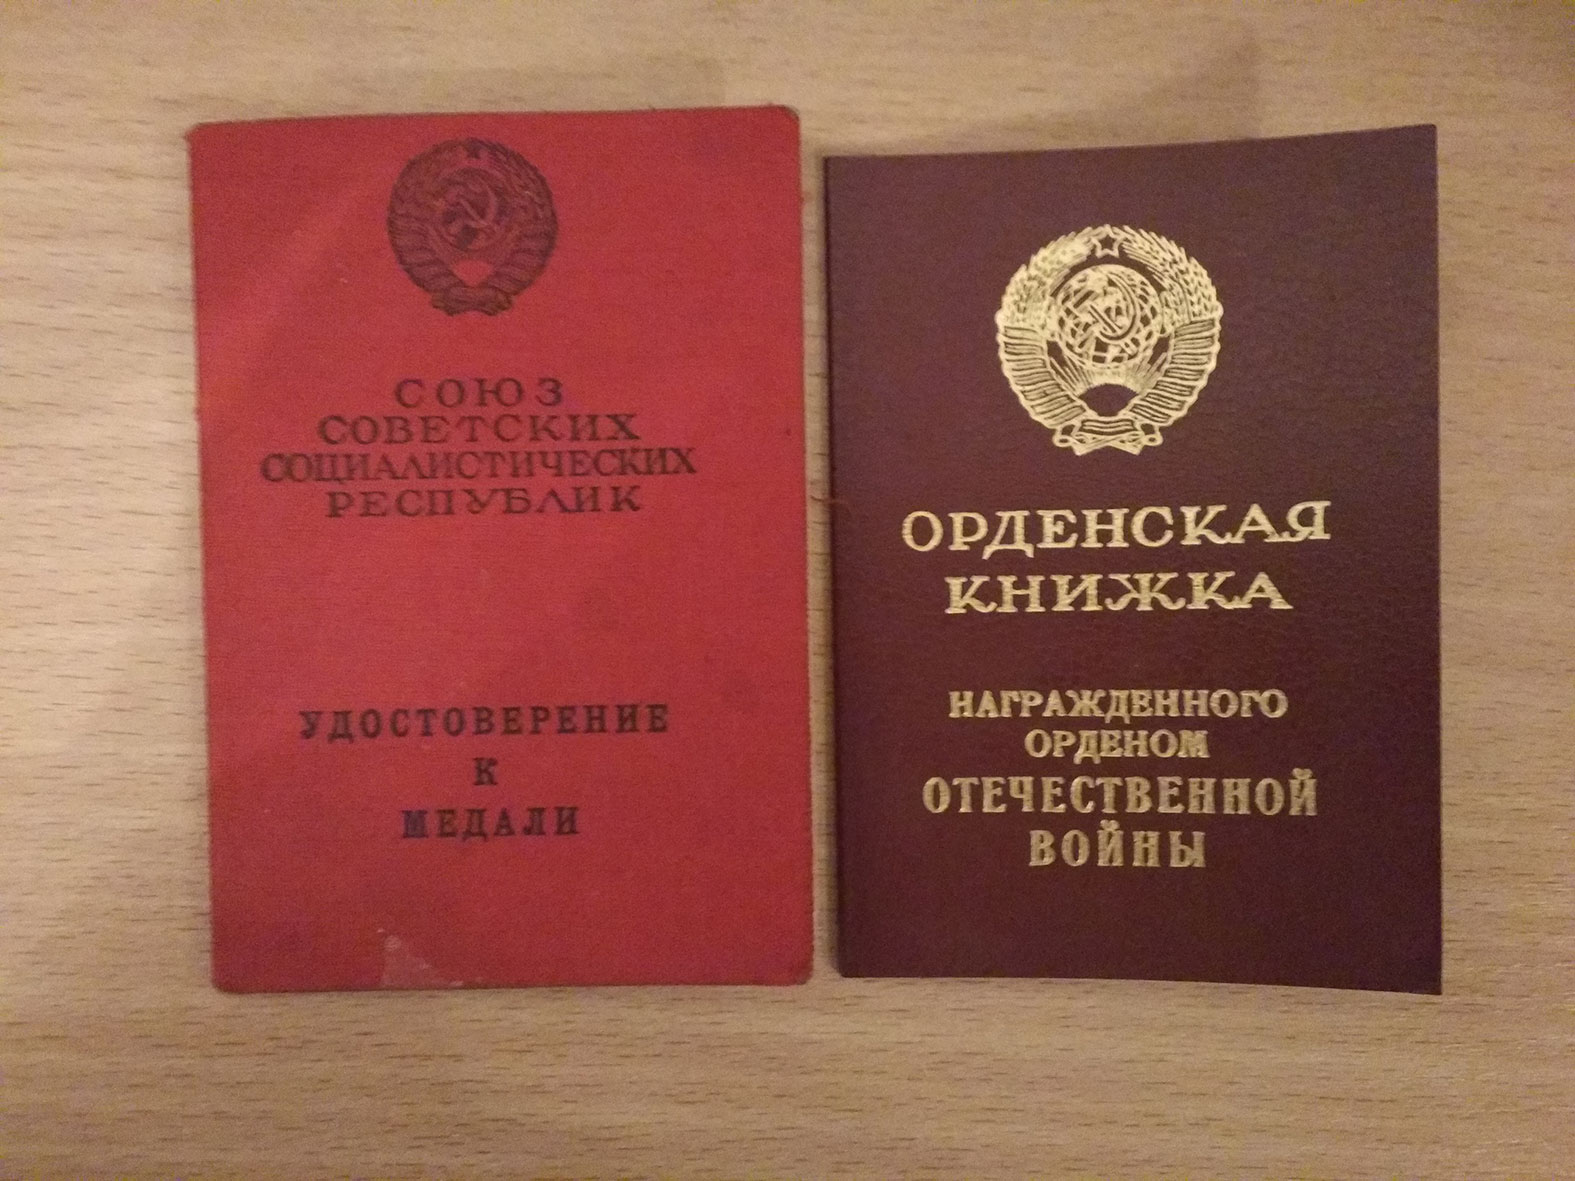 СОЮЗ
СОВЕТСКИХ
СОЦИАЛИСТИЧЕСКИХ
РЕСПУБЛИК
УДОСТОВЕРЕНИЕ
К
МЕДАЛИ
ОРДЕНСКАЯ
КНИЖКА
НАГРАЖДЕННОГО
ОРДЕНОМ
ОТЕЧЕСТВЕННОЙ
ВОЙНЫ